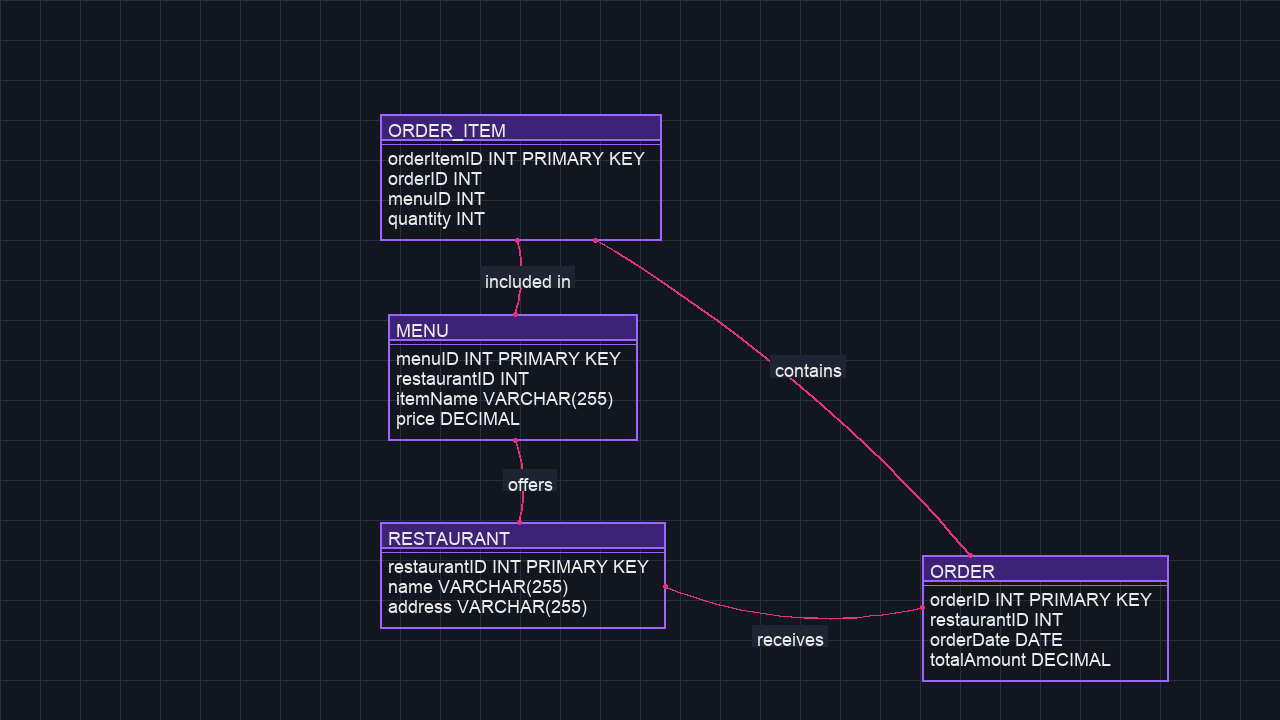 ORDER_ITEM
orderItemID INT PRIMARY KEY
orderID INT
menuID INT
quantity INT
included in
MENU
menuID INT PRIMARY KEY
restaurantID INT
itemName VARCHAR(255)
price DECIMAL
contains
offers
RESTAURANT
restaurantID INT PRIMARY KEY
name VARCHAR(255)
address VARCHAR(255)
receives
ORDER
orderID INT PRIMARY KEY
restaurantID INT
orderDate DATE
totalAmount DECIMAL